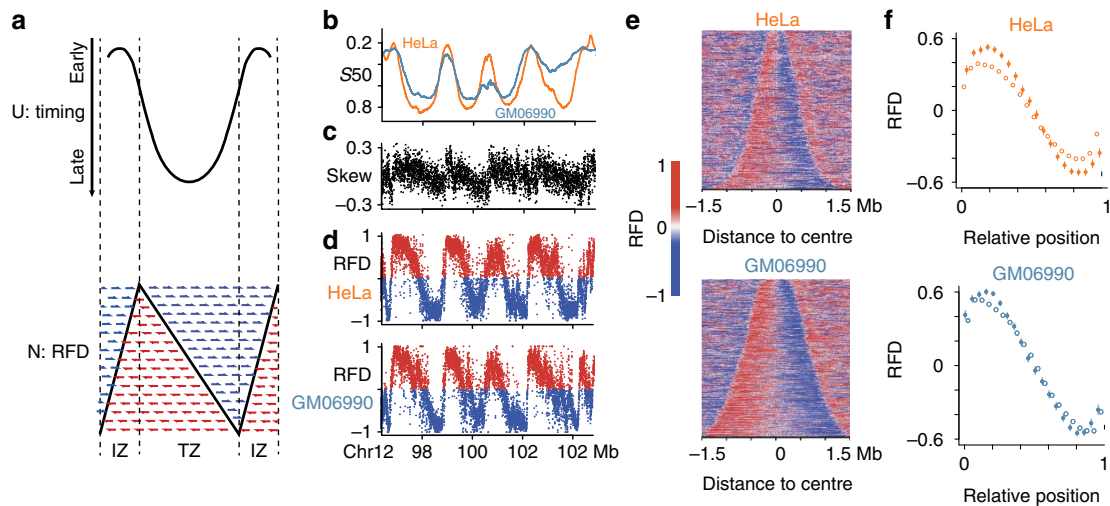 a
Early
U: timing
Late
N: RFD
IZ TZ IZ
b
HeLa
0.2
S50
0.8
GM06990
c
0.3
Skew
−0.3
d
1
RFD
HeLa
−1
1
RFD
GM06990
−1
Chr12 98 100 102 102 Mb
e
HeLa
−1.5 0 1.5 Mb
Distance to centre
1
RFD
0
−1
GM06990
−1.5 0 1.5 Mb
Distance to centre
f
HeLa
0.6
RFD
0
−0.6
0 1
Relative position
GM06990
0.6
RFD
0
−0.6
0 1
Relative position